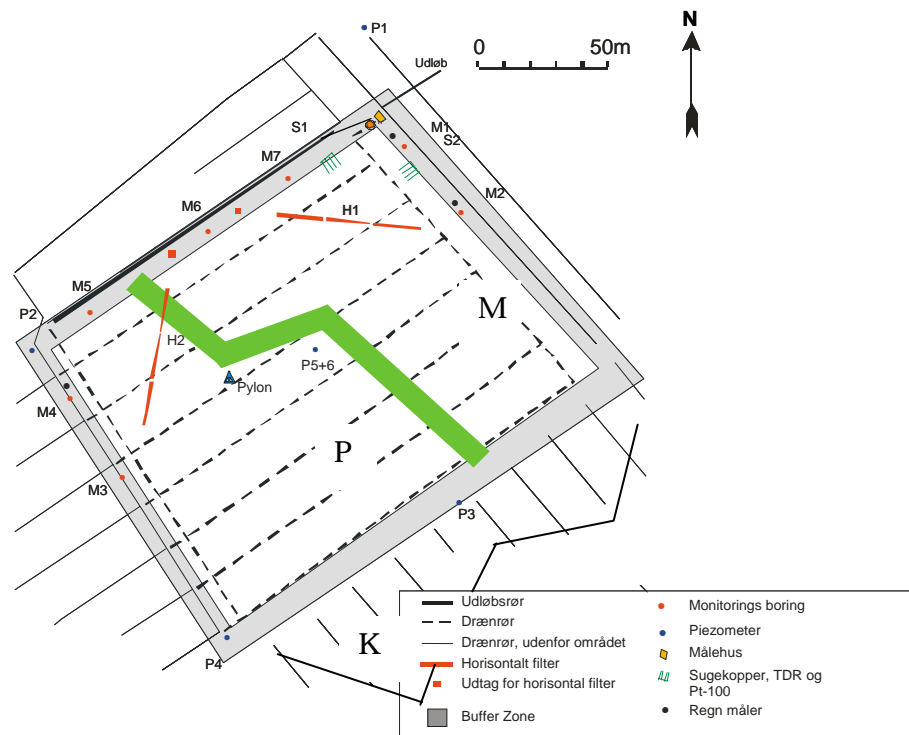 P1
N
0 50m
Udløb
S1
M1
S2
M7
M2
M6
H1
M5
M
P2
H2
P5+6
Pylon
M4
P
M3
P3
K
P4
Udløbsrør
Drænrør
Drænrør, udenfor området
Horisontalt filter
Udtag for horisontal filter
Buffer Zone
Monitorings boring
Piezometer
Målehus
Sugekopper, TDR og
Pt-100
Regn måler